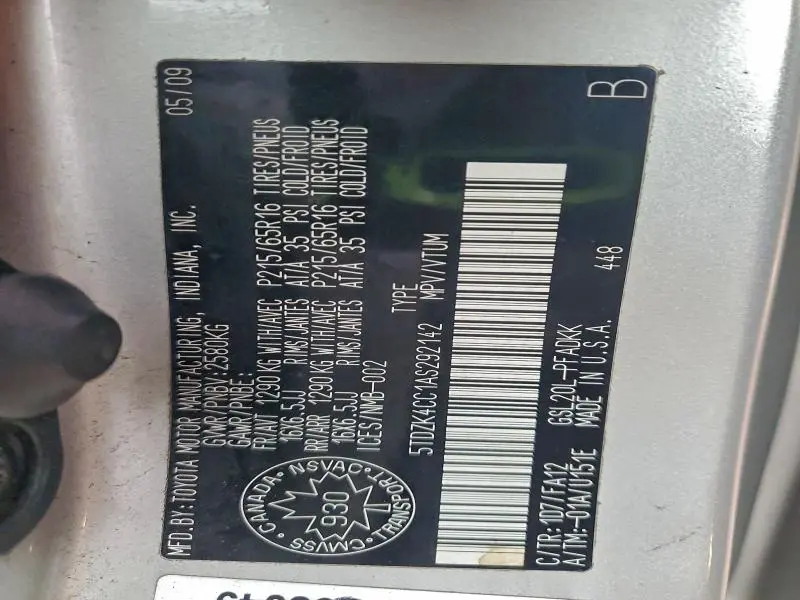 MFD.BY:TOYOTA MOTOR MANUFACTURING, INDIANA, INC. 05/09
GVWR/PNBV:2580KG
GAWR/PNBE:
FR/AVT 1290 KG WITH/AVEC P215/65R16 TIRES/PNEUS
16X6.5JJ RIMS/JANTES AT/A 35 PSI COLD/FROID
RR/ARR 1290 KG WITH/AVEC P215/65R16 TIRES/PNEUS
16X6.5JJ RIMS/JANTES AT/A 35 PSI COLD/FROID
ICES/NMB-002
CANADA NSVAC
930
CMVSS TRANSPORT
TYPE
5TDZK4CC1AS292142 MPV/VTUM
C/TR:1D7/FA12 GSL20L-PFADKK 448
A/TM:-01A/U151E MADE IN U.S.A.
B